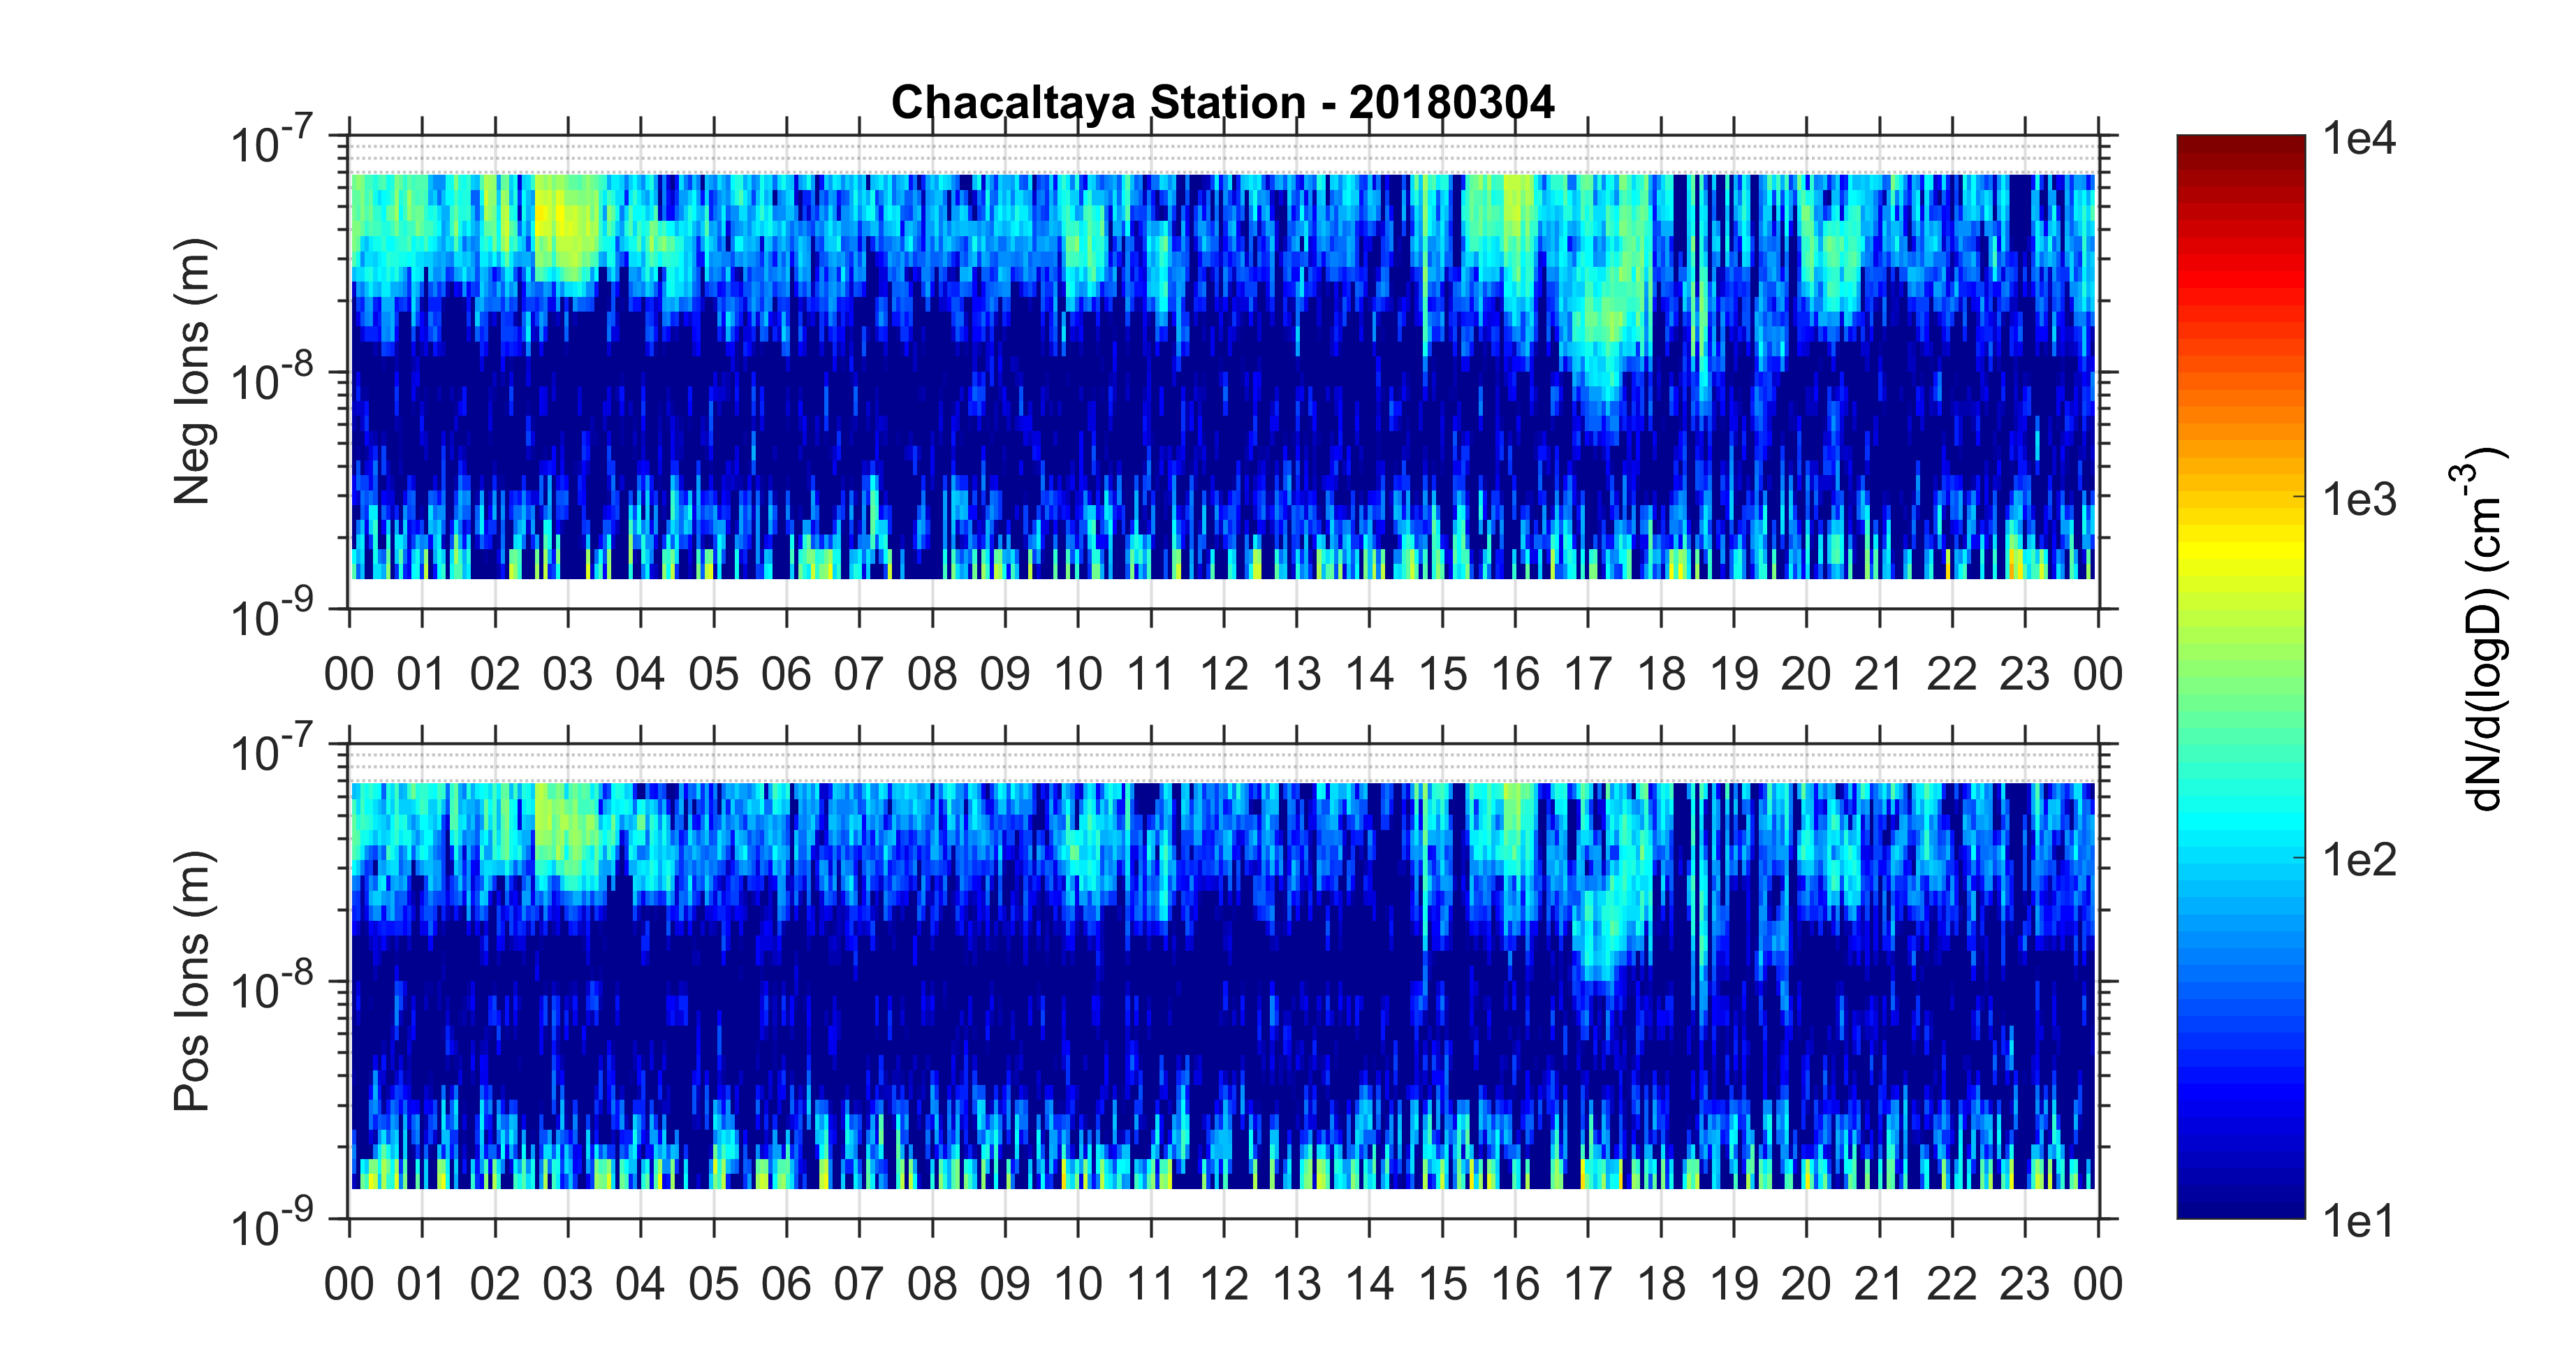 Chacaltaya Station - 20180304
10-7
10-8
10-9
Neg Ions (m)
00 01 02 03 04 05 06 07 08 09 10 11 12 13 14 15 16 17 18 19 20 21 22 23 00
10-7
10-8
10-9
Pos Ions (m)
00 01 02 03 04 05 06 07 08 09 10 11 12 13 14 15 16 17 18 19 20 21 22 23 00
1e4
1e3
1e2
1e1
dN/d(logD) (cm-3)